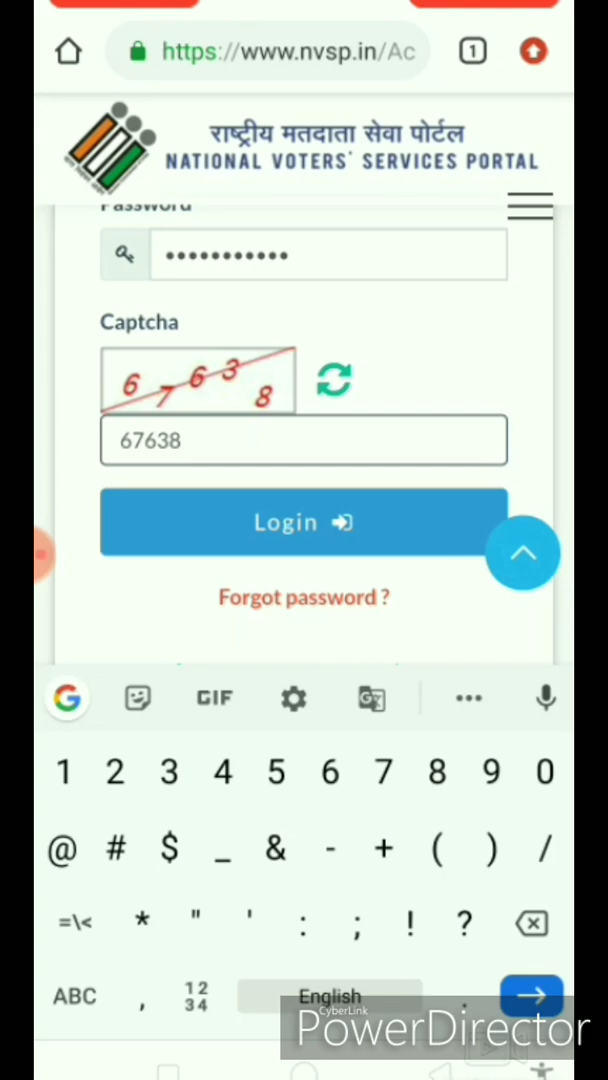 1
https://www.nvsp.in/Ac
राष्ट्रीय मतदाता सेवा पोर्टल
NATIONAL VOTERS' SERVICES PORTAL
Password
•••••••••••
Captcha
6 7 6 3 8
67638
Login
Forgot password ?
G GIF G ...
1 2 3 4 5 6 7 8 9 0
@ # $ _ & - + ( ) /
=\< * " ' : ; ! ?
ABC , 12 34 English .
CyberLink
PowerDirector